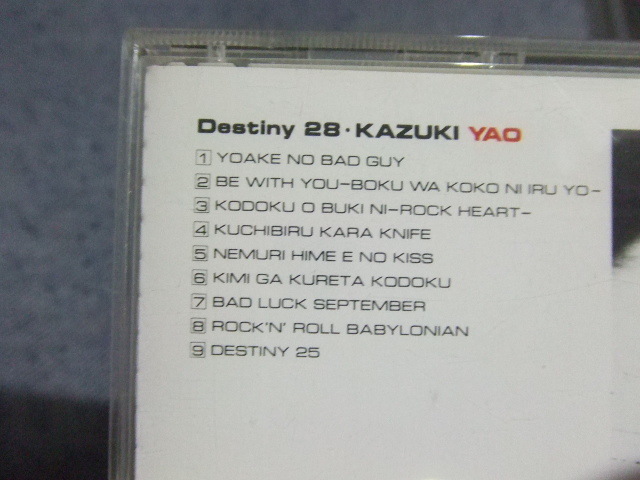 Destiny 28·KAZUKI YAO
1 YOAKE NO BAD GUY
2 BE WITH YOU-BOKU WA KOKO NI IRU YO-
3 KODOKU O BUKI NI-ROCK HEART-
4 KUCHIBIRU KARA KNIFE
5 NEMURI HIME E NO KISS
6 KIMI GA KURETA KODOKU
7 BAD LUCK SEPTEMBER
8 ROCK'N' ROLL BABYLONIAN
9 DESTINY 25